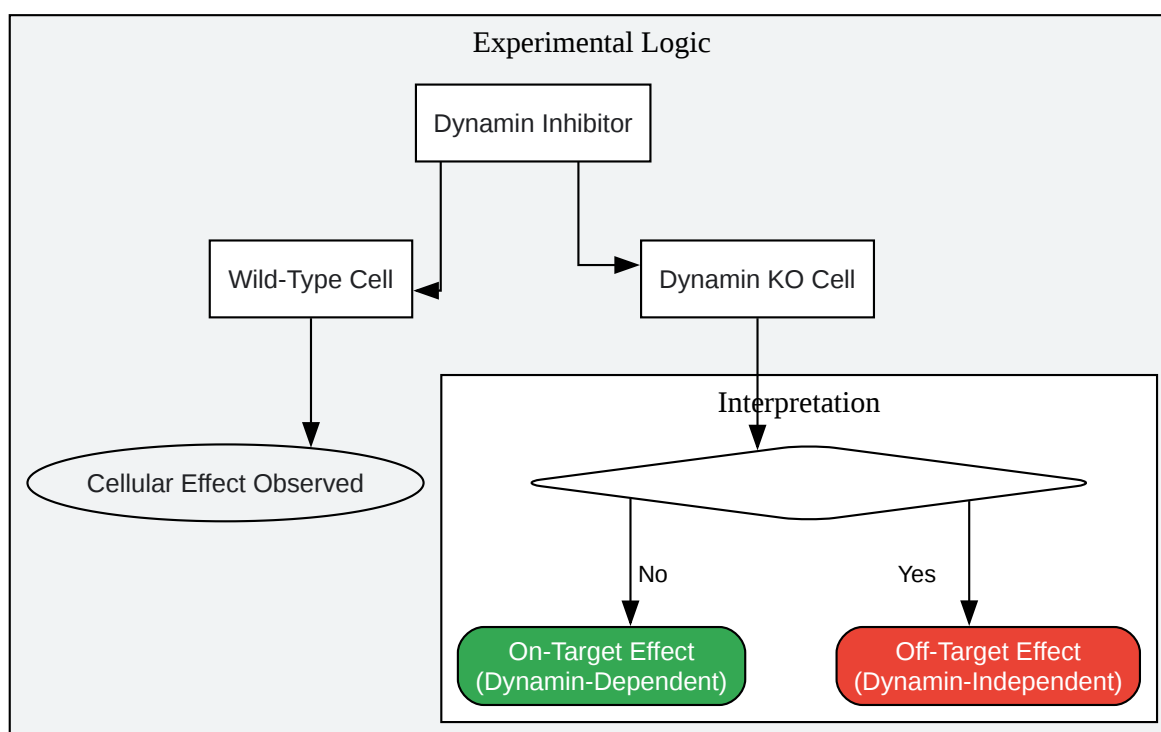 Experimental Logic
Dynamin Inhibitor
Wild-Type Cell
Dynamin KO Cell
Interpretation
Cellular Effect Observed
No
Yes
On-Target Effect
(Dynamin-Dependent)
Off-Target Effect
(Dynamin-Independent)